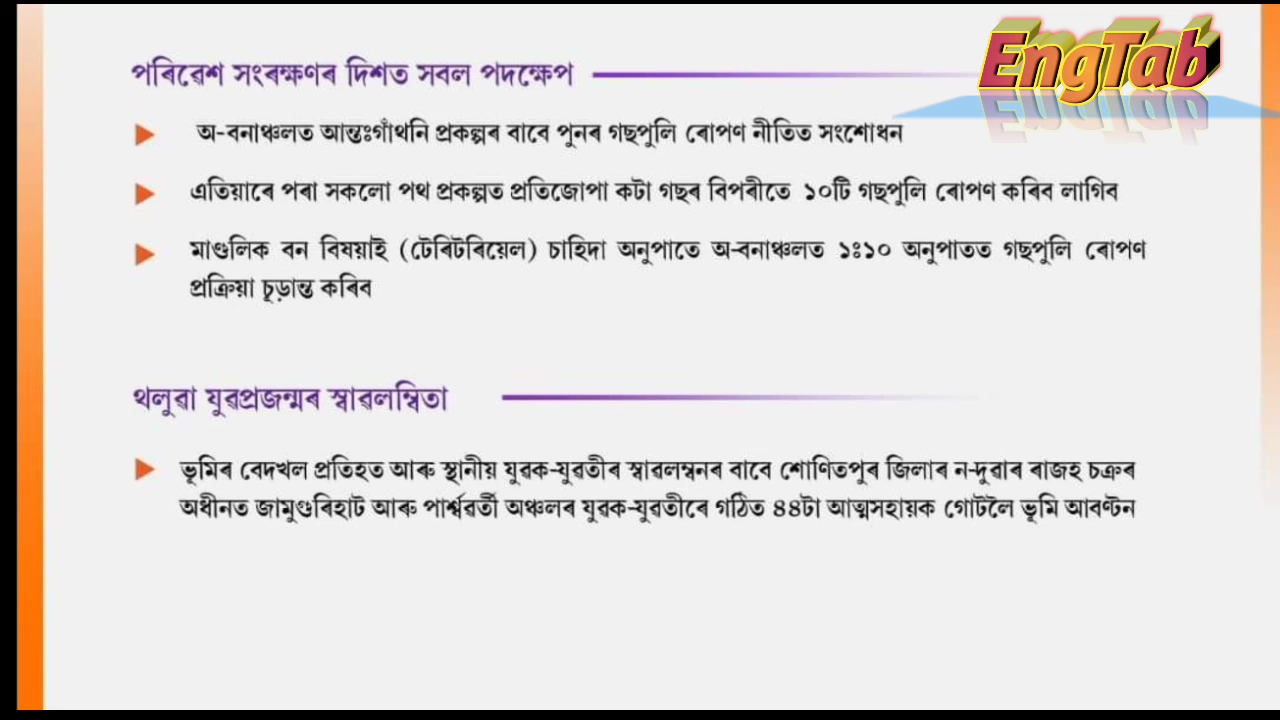 EngTab
পৰিৱেশ সংৰক্ষণৰ দিশত সবল পদক্ষেপ
অ-বনাঞ্চলত আন্তঃগাঁথনি প্ৰকল্পৰ বাবে পুনৰ গছপুলি ৰোপণ নীতিত সংশোধন
এতিয়াৰে পৰা সকলো পথ প্ৰকল্পত প্ৰতিজোপা কটা গছৰ বিপৰীতে ১০টি গছপুলি ৰোপণ কৰিব লাগিব
মাণ্ডলিক বন বিষয়াই (টেৰিটৰিয়েল) চাহিদা অনুপাতে অ-বনাঞ্চলত ১ঃ১০ অনুপাতত গছপুলি ৰোপণ
প্ৰক্ৰিয়া চূড়ান্ত কৰিব
থলুৱা যুৱপ্ৰজন্মৰ স্বাৱলম্বিতা
ভূমিৰ বেদখল প্ৰতিহত আৰু স্থানীয় যুৱক-যুৱতীৰ স্বাৱলম্বনৰ বাবে শোণিতপুৰ জিলাৰ ন-দুৱাৰ ৰাজহ চক্ৰৰ
অধীনত জামুগুৰিহাট আৰু পাৰ্শ্বৱৰ্তী অঞ্চলৰ যুৱক-যুৱতীৰে গঠিত ৪৪টা আত্মসহায়ক গোটলৈ ভূমি আবণ্টন